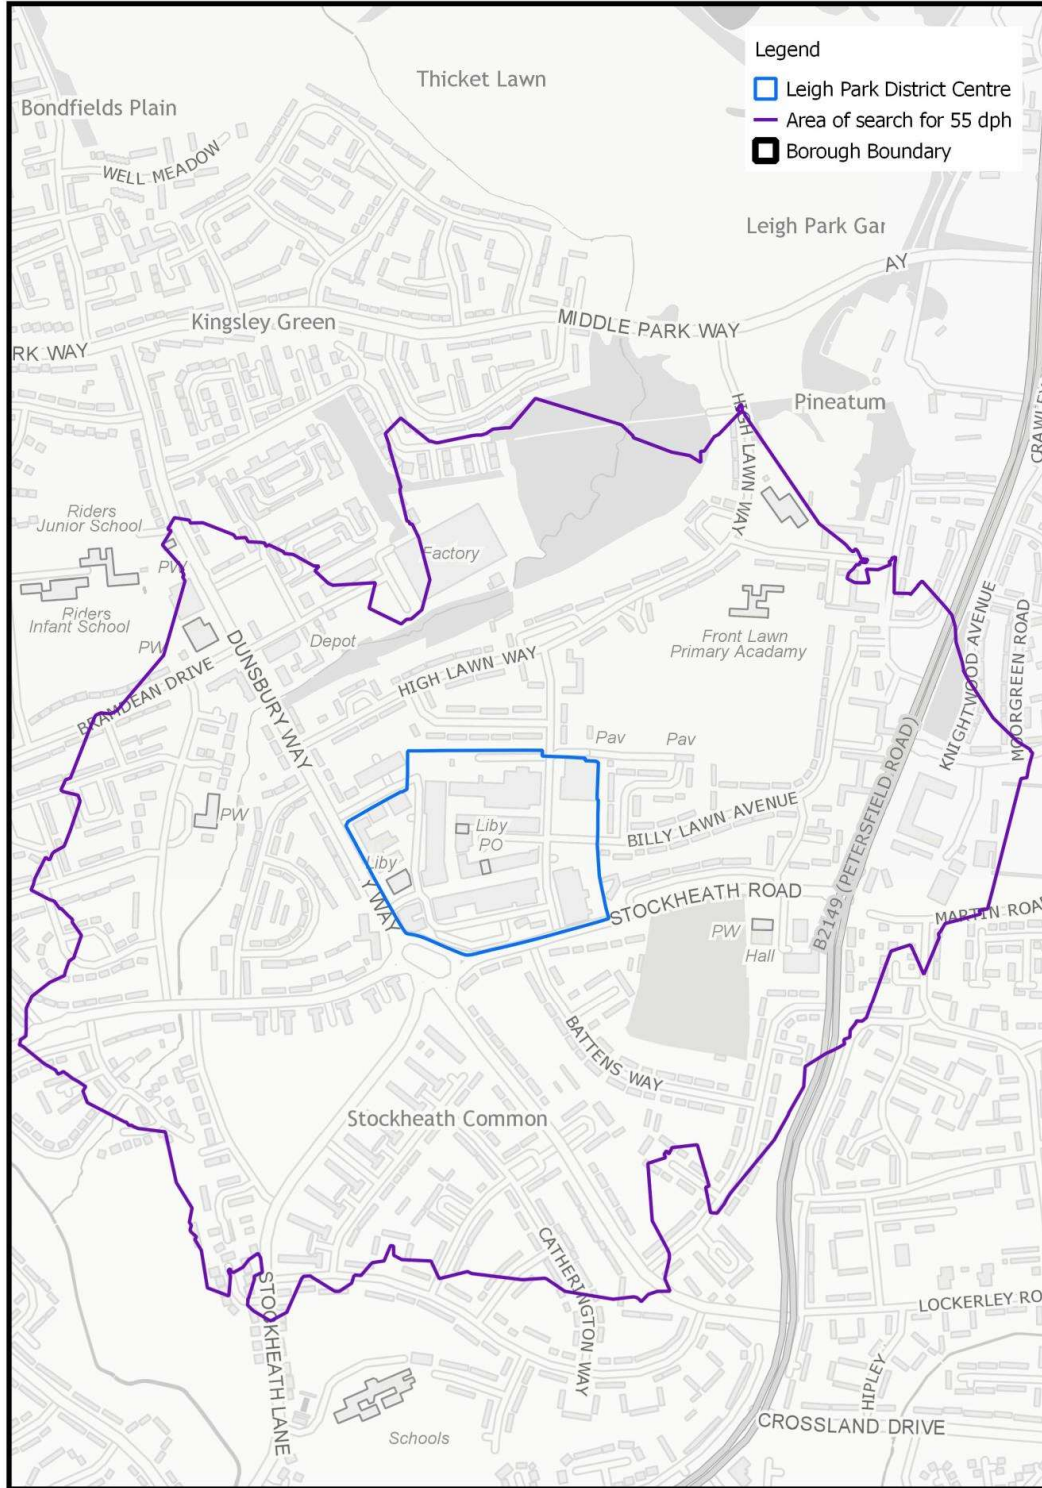 Legend
Leigh Park District Centre
Area of search for 55 dph
Borough Boundary
Thicket Lawn
Bondfields Plain
WELL MEADOW
Leigh Park Gar
AY
Kingsley Green
MIDDLE PARK WAY
RK WAY
Pineatum
HIGH LAWN WAY
CRAWLEY
Riders
Junior School
PW
Factory
Riders
Infant School
PW
Depot
Front Lawn
Primary Acadamy
DUNSBURY WAY
HIGH LAWN WAY
BRAMDEAN DRIVE
KNIGHTWOOD AVENUE
MOORGREEN ROAD
Pav
Pav
PW
Liby
PO
BILLY LAWN AVENUE
Liby
Y WAY
STOCKHEATH ROAD
B2149 (PETERSFIELD ROAD)
MARTIN ROA
PW
Hall
BATTENS WAY
Stockheath Common
CATHERINGTON WAY
STOCKHEATH LANE
LOCKERLEY RO
HIPLEY
CROSSLAND DRIVE
Schools